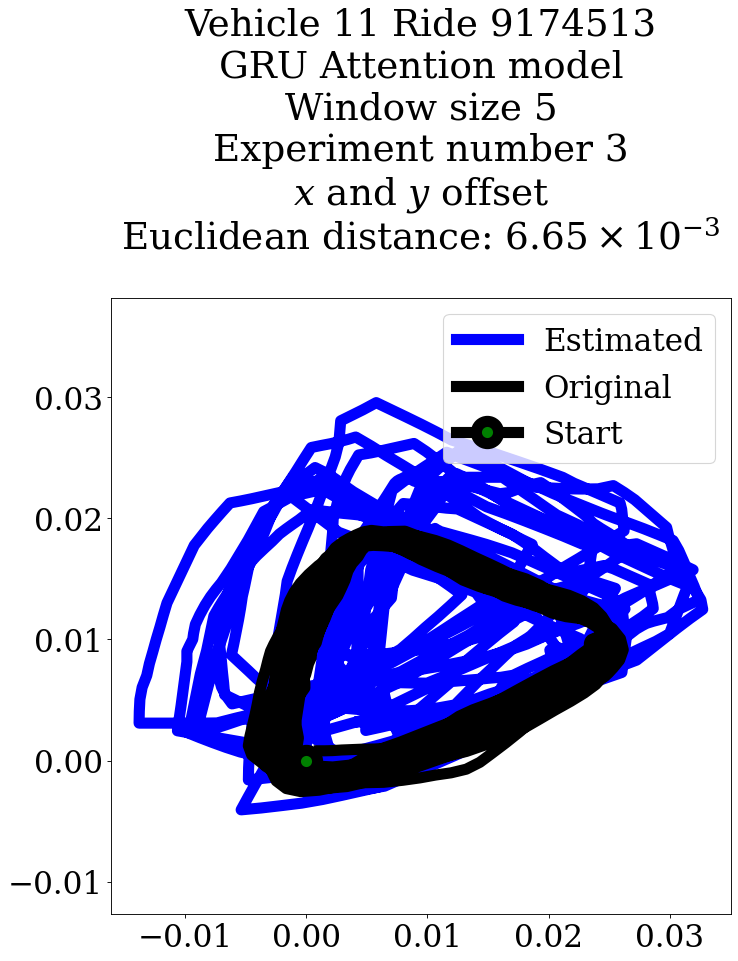 Vehicle 11 Ride 9174513
GRU Attention model
Window size 5
Experiment number 3
x and y offset
Euclidean distance: 6.65 × 10⁻³
Estimated
Original
Start
0.03
0.02
0.01
0.00
−0.01
−0.01 0.00 0.01 0.02 0.03